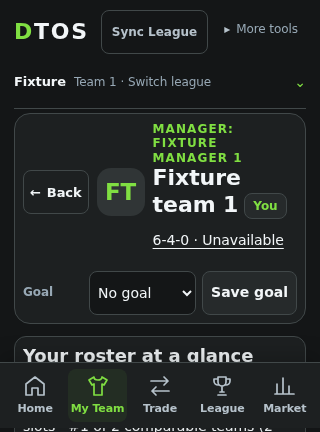 DTOS
Sync League
▸ More tools
Fixture Team 1 · Switch league
MANAGER:
FIXTURE
MANAGER 1
← Back
FT
Fixture
team 1 You
6-4-0 · Unavailable
Goal
No goal
Save goal
Your roster at a glance
Home
My Team
Trade
League
Market